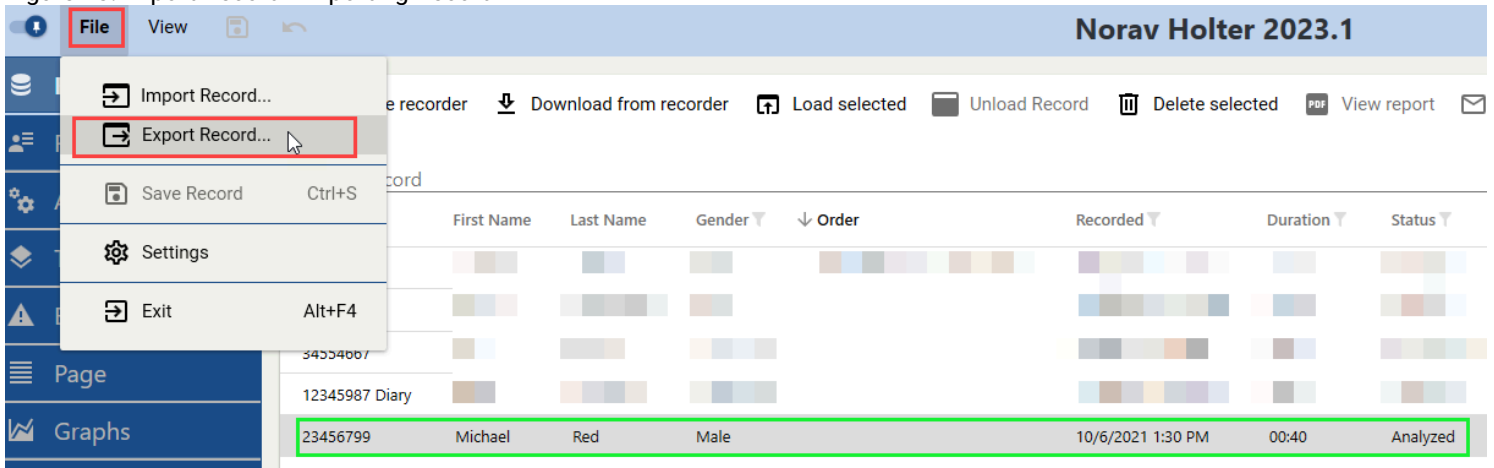 File View Norav Holter 2023.1
Import Record...
e recorder Download from recorder Load selected Unload Record Delete selected PDF View report
Export Record...
Save Record Ctrl+S
First Name Last Name Gender Order Recorded Duration Status
Settings
Exit Alt+F4
34554667
Page
12345987 Diary
Graphs
23456799 Michael Red Male 10/6/2021 1:30 PM 00:40 Analyzed